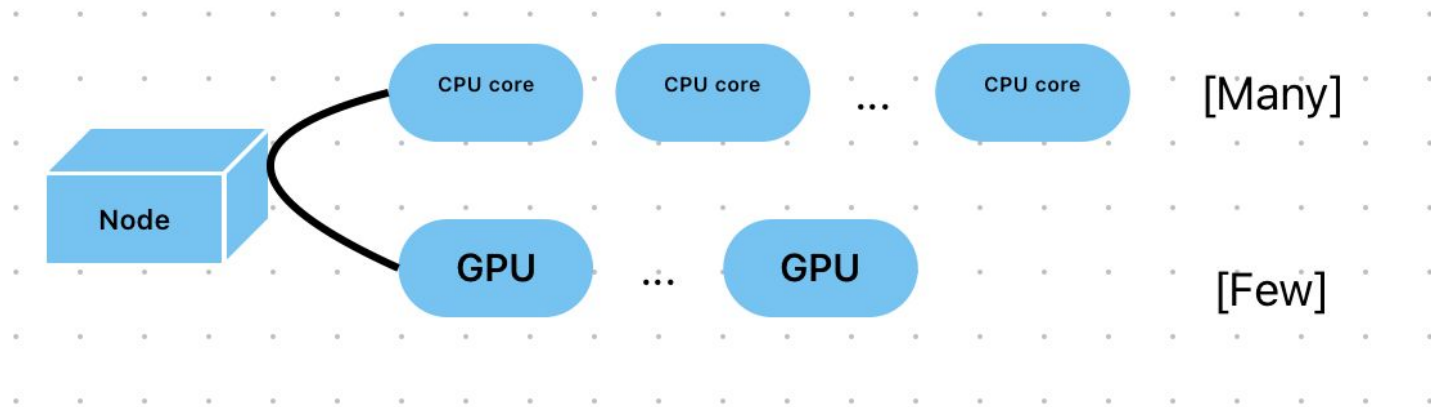 CPU core CPU core ... CPU core [Many]
Node
GPU ... GPU [Few]